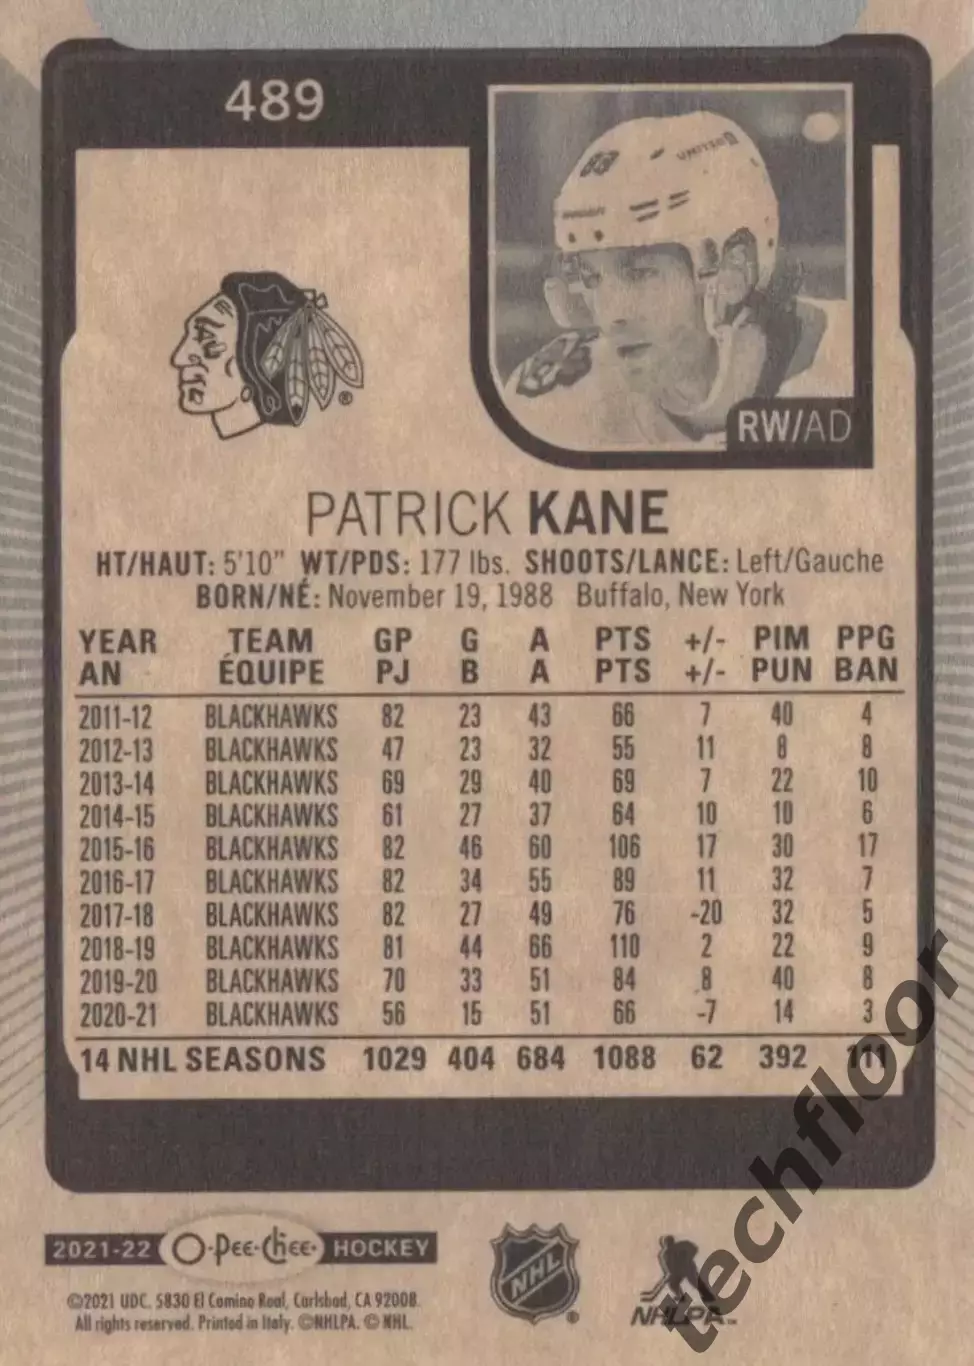 489
88
UNITED
RW/AD
®
PATRICK KANE
HT/HAUT: 5'10" WT/PDS: 177 lbs. SHOOTS/LANCE: Left/Gauche
BORN/NÉ: November 19, 1988 Buffalo, New York
YEAR TEAM GP G A PTS +/- PIM PPG
AN ÉQUIPE PJ B A PTS +/- PUN BAN
2011-12 BLACKHAWKS 82 23 43 66 7 40 4
2012-13 BLACKHAWKS 47 23 32 55 11 8 8
2013-14 BLACKHAWKS 69 29 40 69 7 22 10
2014-15 BLACKHAWKS 61 27 37 64 10 10 6
2015-16 BLACKHAWKS 82 46 60 106 17 30 17
2016-17 BLACKHAWKS 82 34 55 89 11 32 7
2017-18 BLACKHAWKS 82 27 49 76 -20 32 5
2018-19 BLACKHAWKS 81 44 66 110 2 22 9
2019-20 BLACKHAWKS 70 33 51 84 8 40 8
2020-21 BLACKHAWKS 56 15 51 66 -7 14 3
14 NHL SEASONS 1029 404 684 1088 62 392 111
2021-22 O-Pee-Chee HOCKEY
NHL ®
NHLPA™
©2021 UDC. 5830 El Camino Real, Carlsbad, CA 92008.
All rights reserved. Printed in Italy. ©NHLPA. © NHL.
techfloor